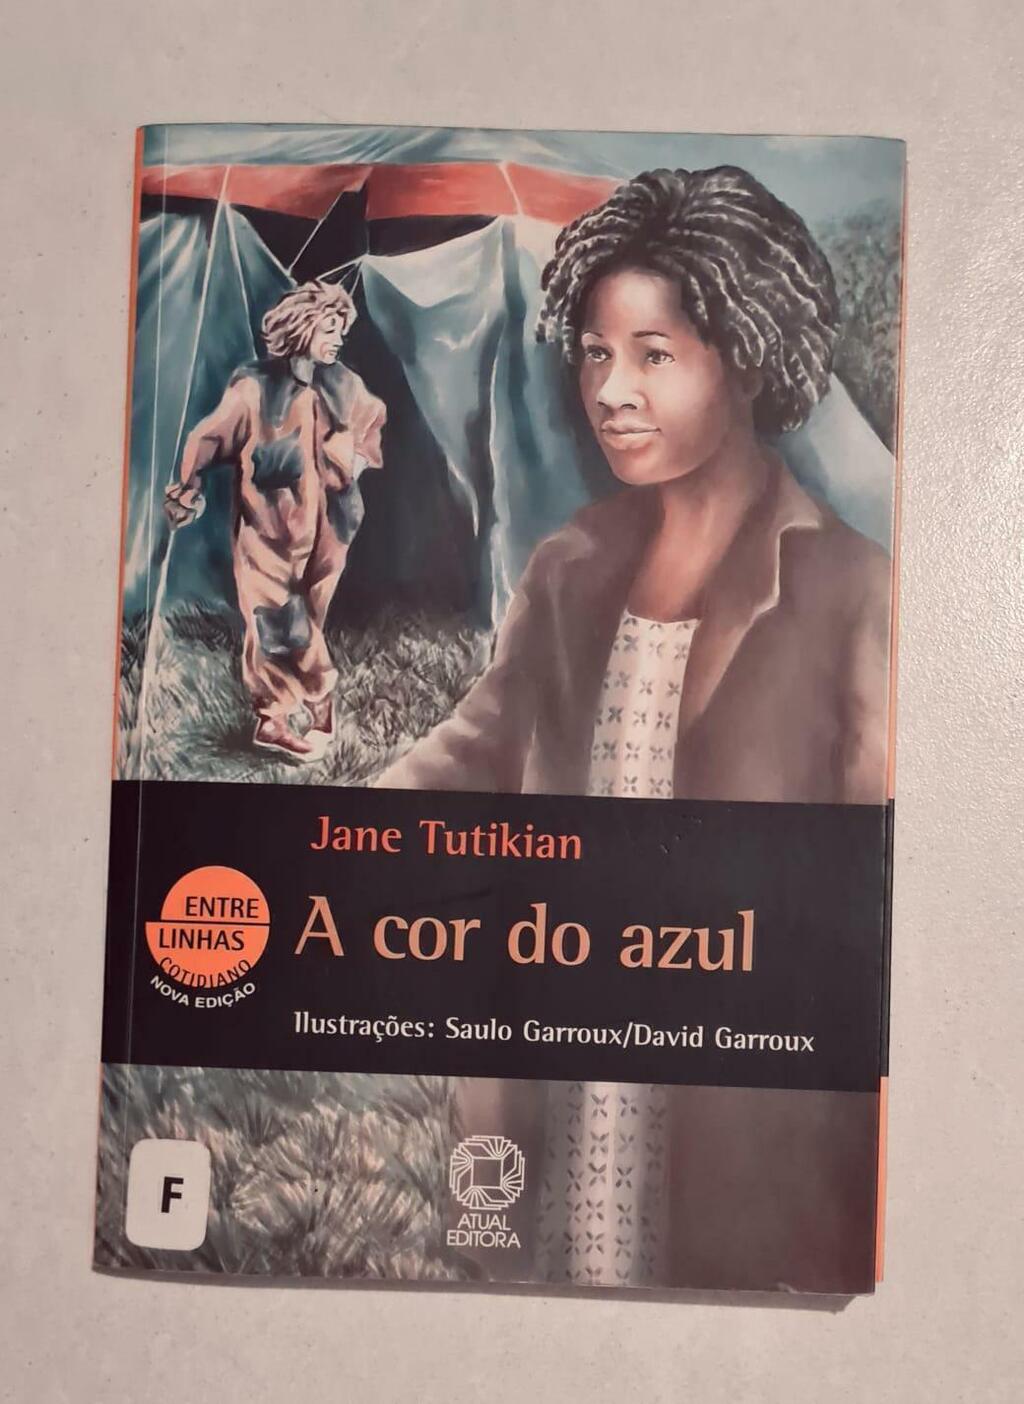 Jane Tutikian
ENTRE
LINHAS
COTIDIANO
NOVA EDIÇÃO
A cor do azul
Ilustrações: Saulo Garroux/David Garroux
F
ATUAL
EDITORA